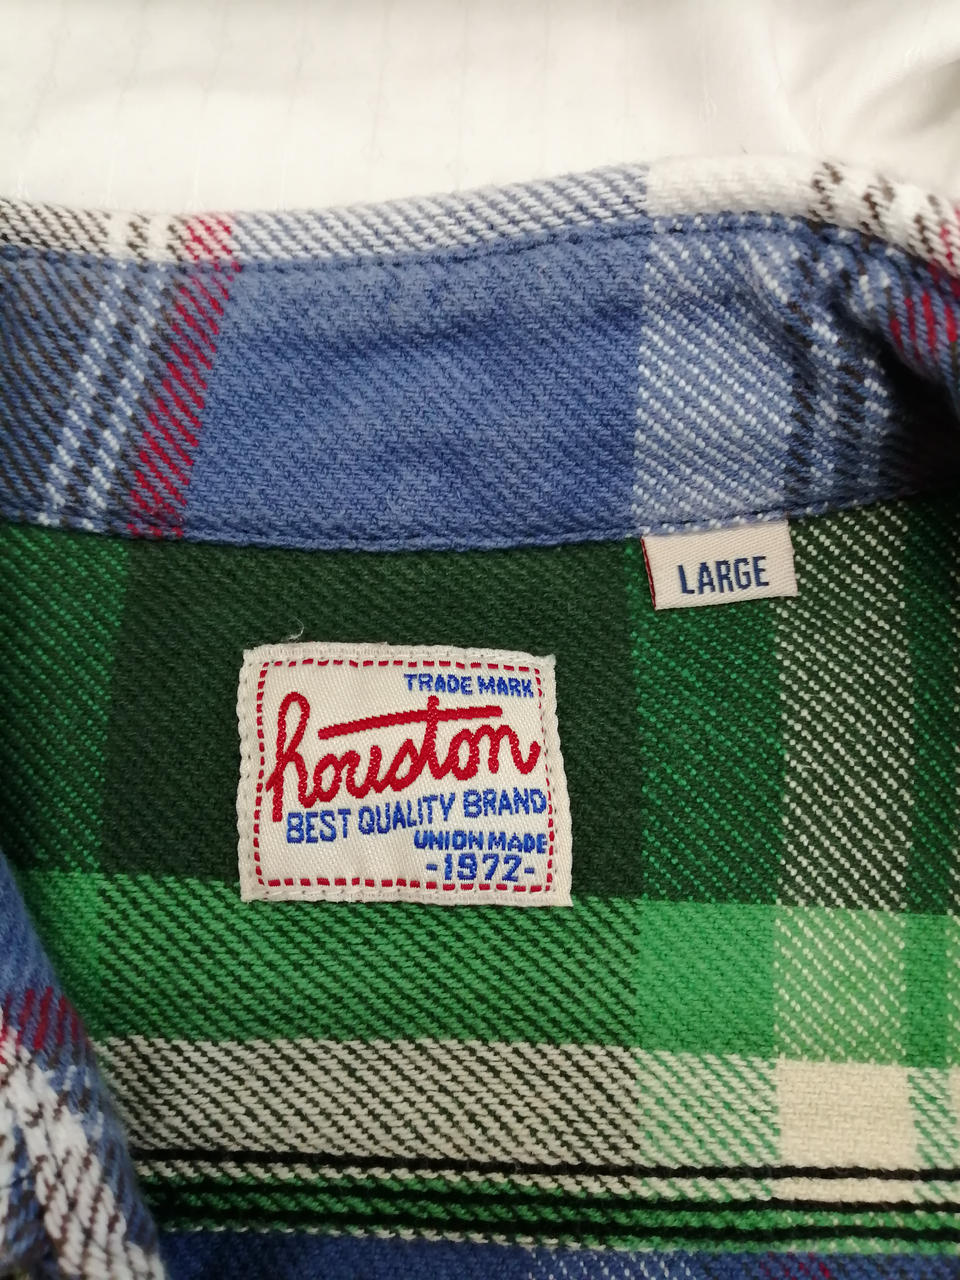 LARGE
TRADE MARK
houston
BEST QUALITY BRAND
UNION MADE
-1972-